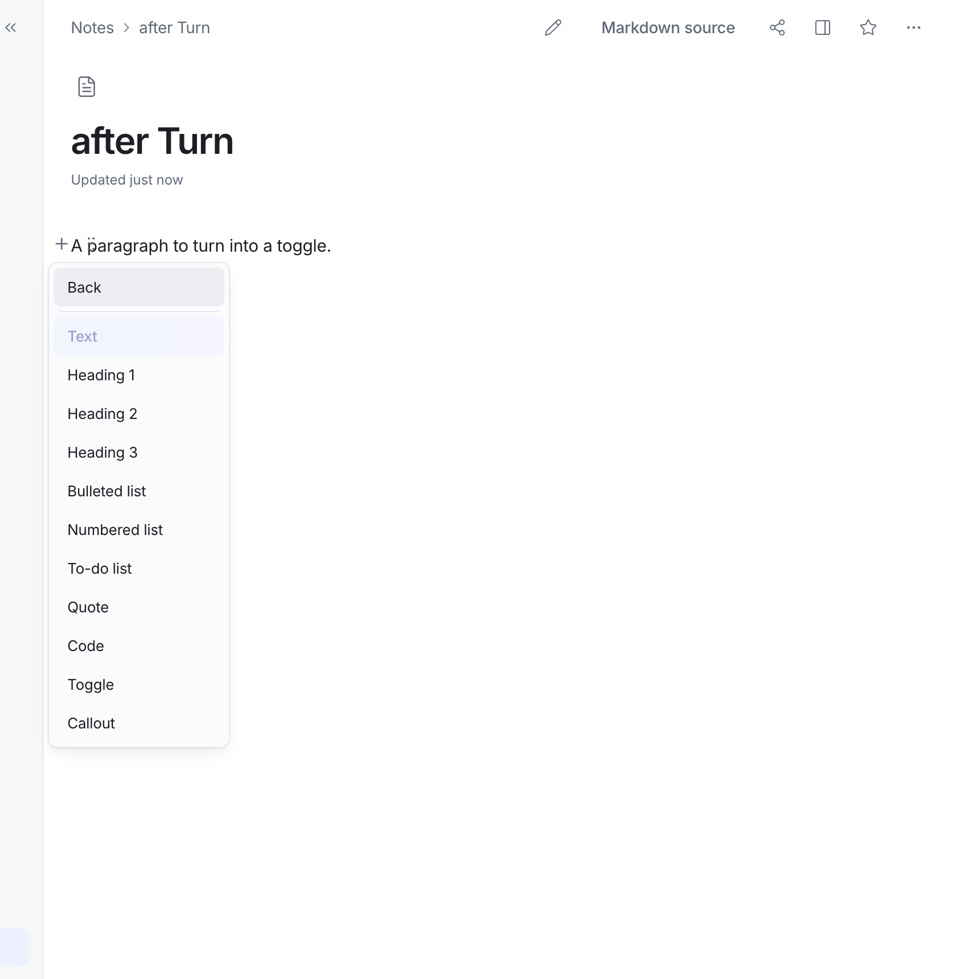 Notes > after Turn
Markdown source
after Turn
Updated just now
A paragraph to turn into a toggle.
Back
Text
Heading 1
Heading 2
Heading 3
Bulleted list
Numbered list
To-do list
Quote
Code
Toggle
Callout